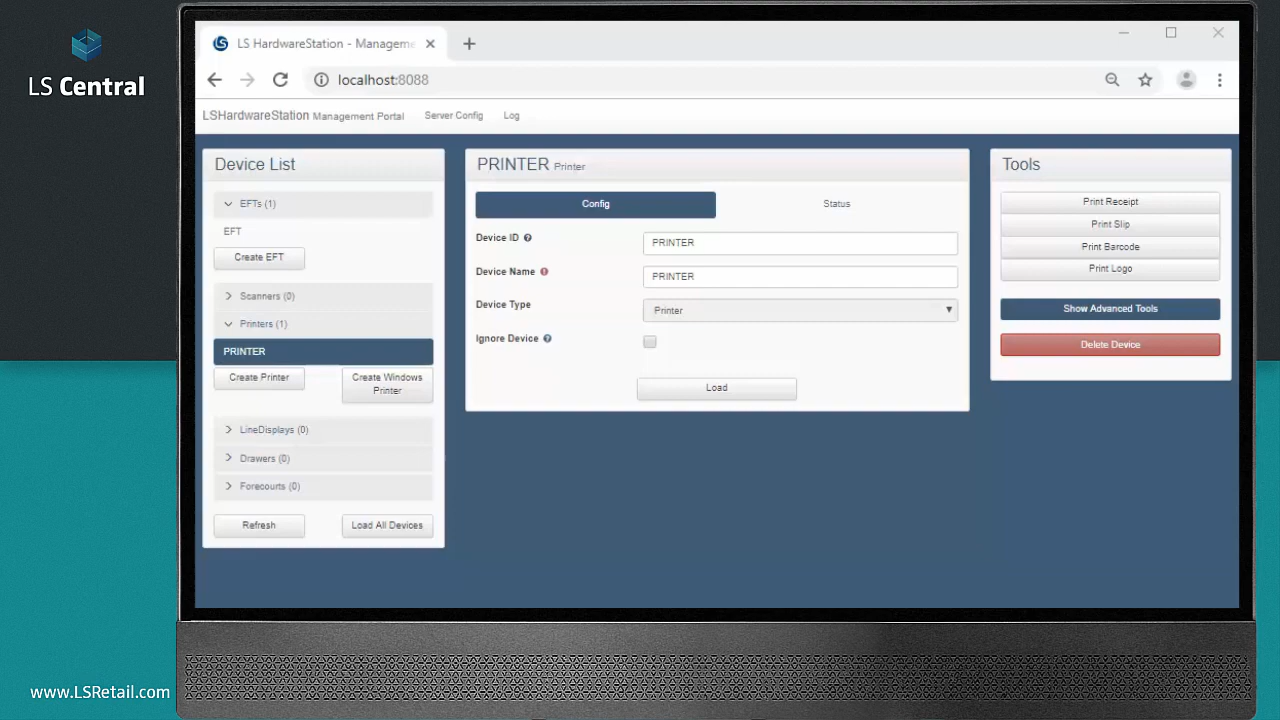 LS Central
LS HardwareStation - Manageme
localhost:8088
LSHardwareStation Management Portal
Server Config
Log
Device List
EFTs (1)
EFT
Create EFT
Scanners (0)
Printers (1)
PRINTER
Create Printer
Create Windows
Printer
LineDisplays (0)
Drawers (0)
Forecourts (0)
Refresh
Load All Devices
PRINTER Printer
Config
Status
Device ID
PRINTER
Device Name
PRINTER
Device Type
Printer
Ignore Device
Load
Tools
Print Receipt
Print Slip
Print Barcode
Print Logo
Show Advanced Tools
Delete Device
www.LSRetail.com